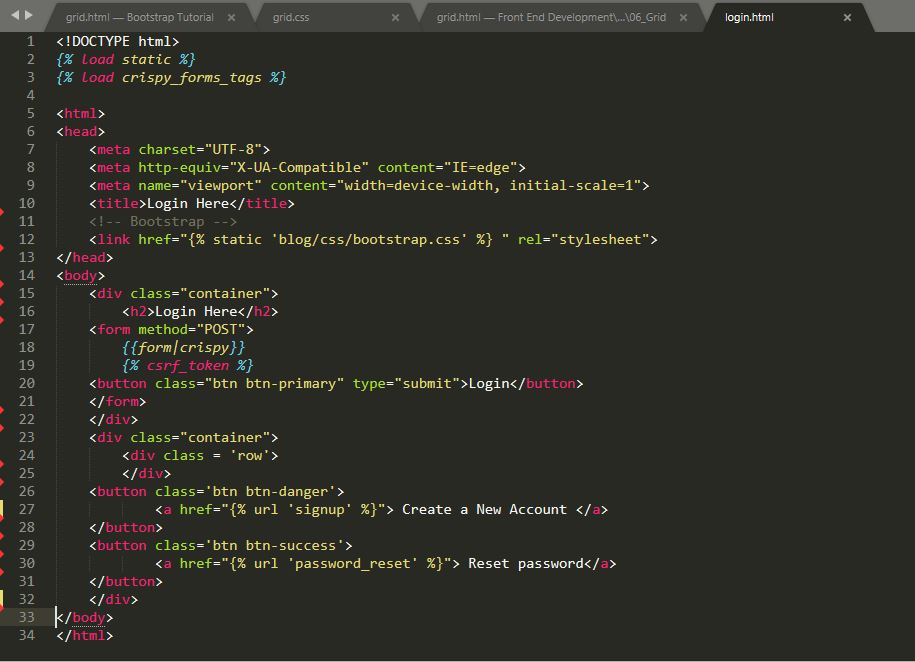 grid.html — Bootstrap Tutorial × grid.css × grid.html — Front End Development\...\06_Grid × login.html ×
1 <!DOCTYPE html>
2 {% load static %}
3 {% load crispy_forms_tags %}
4
5 <html>
6 <head>
7     <meta charset="UTF-8">
8     <meta http-equiv="X-UA-Compatible" content="IE=edge">
9     <meta name="viewport" content="width=device-width, initial-scale=1">
10     <title>Login Here</title>
11     <!-- Bootstrap -->
12     <link href="{% static 'blog/css/bootstrap.css' %} " rel="stylesheet">
13 </head>
14 <body>
15     <div class="container">
16         <h2>Login Here</h2>
17     <form method="POST">
18         {{form|crispy}}
19         {% csrf_token %}
20     <button class="btn btn-primary" type="submit">Login</button>
21     </form>
22     </div>
23     <div class="container">
24         <div class = 'row'>
25         </div>
26     <button class='btn btn-danger'>
27             <a href="{% url 'signup' %}"> Create a New Account </a>
28     </button>
29     <button class='btn btn-success'>
30             <a href="{% url 'password_reset' %}"> Reset password</a>
31     </button>
32     </div>
33 </body>
34 </html>